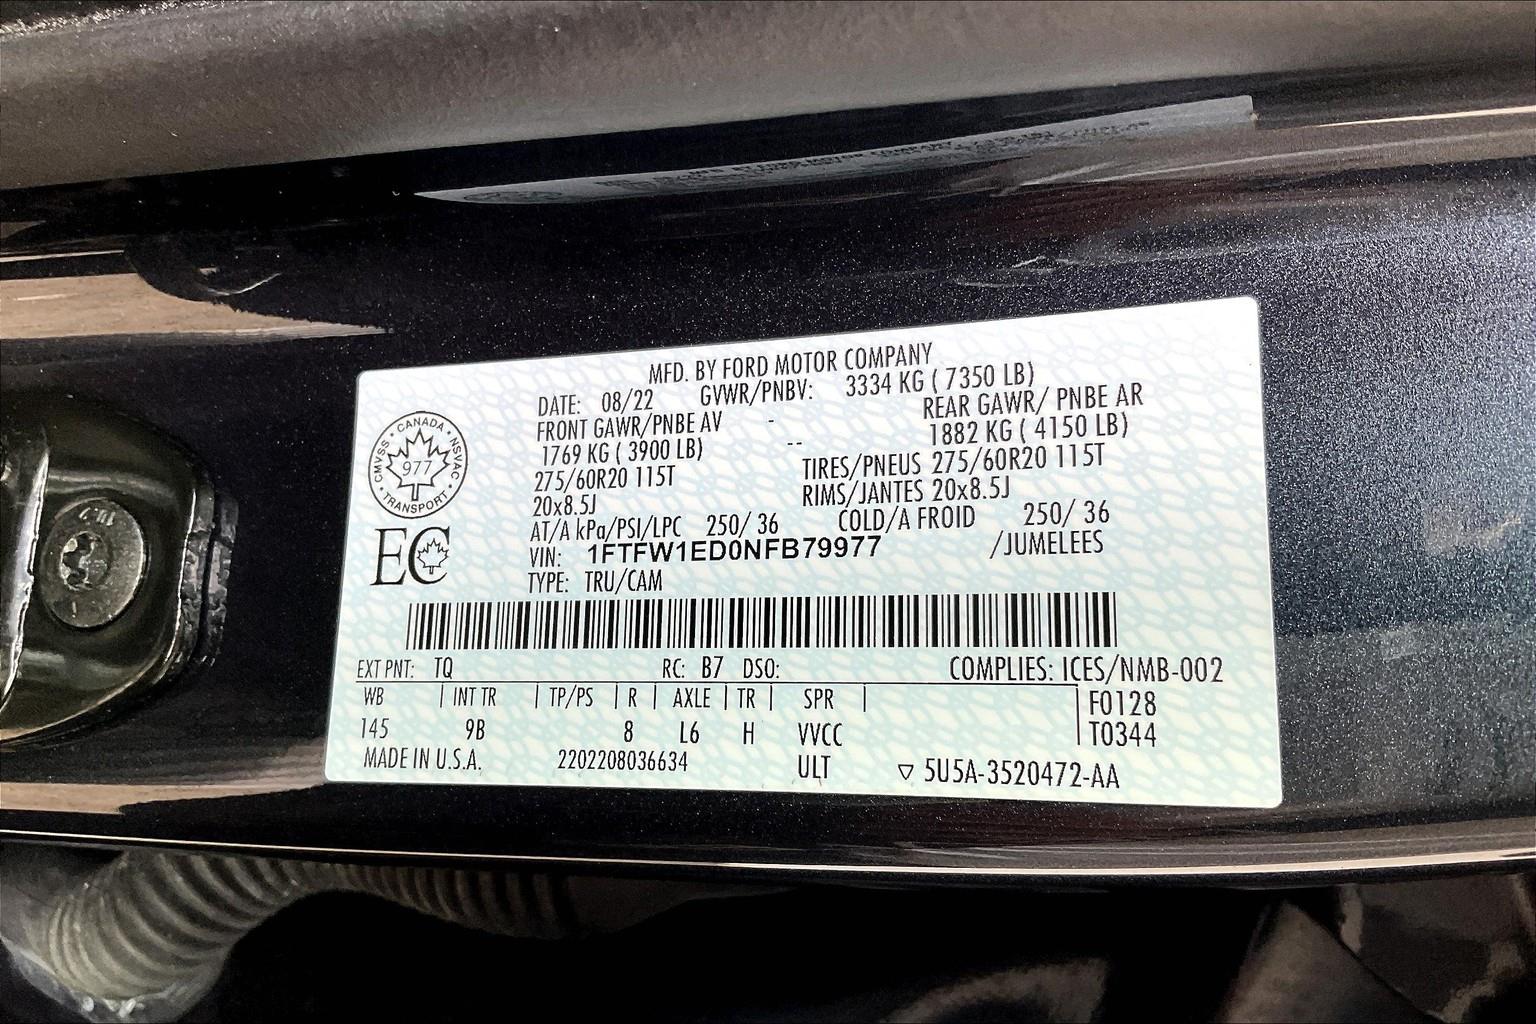 MFD. BY FORD MOTOR COMPANY
DATE: 08/22 GVWR/PNBV: 3334 KG ( 7350 LB)
FRONT GAWR/PNBE AV - REAR GAWR/ PNBE AR
1769 KG ( 3900 LB) -- 1882 KG ( 4150 LB)
275/60R20 115T TIRES/PNEUS 275/60R20 115T
20x8.5J RIMS/JANTES 20x8.5J
AT/A kPa/PSI/LPC 250/ 36 COLD/A FROID 250/ 36
VIN: 1FTFW1ED0NFB79977 /JUMELEES
TYPE: TRU/CAM
CANADA
CMVSS NSVAC
977
TRANSPORT
EC
EXT PNT: TQ RC: B7 DSO: COMPLIES: ICES/NMB-002
WB | INT TR | TP/PS | R | AXLE | TR | SPR | F0128
145 9B 8 L6 H VVCC T0344
MADE IN U.S.A. 2202208036634 ULT ▽ 5U5A-3520472-AA